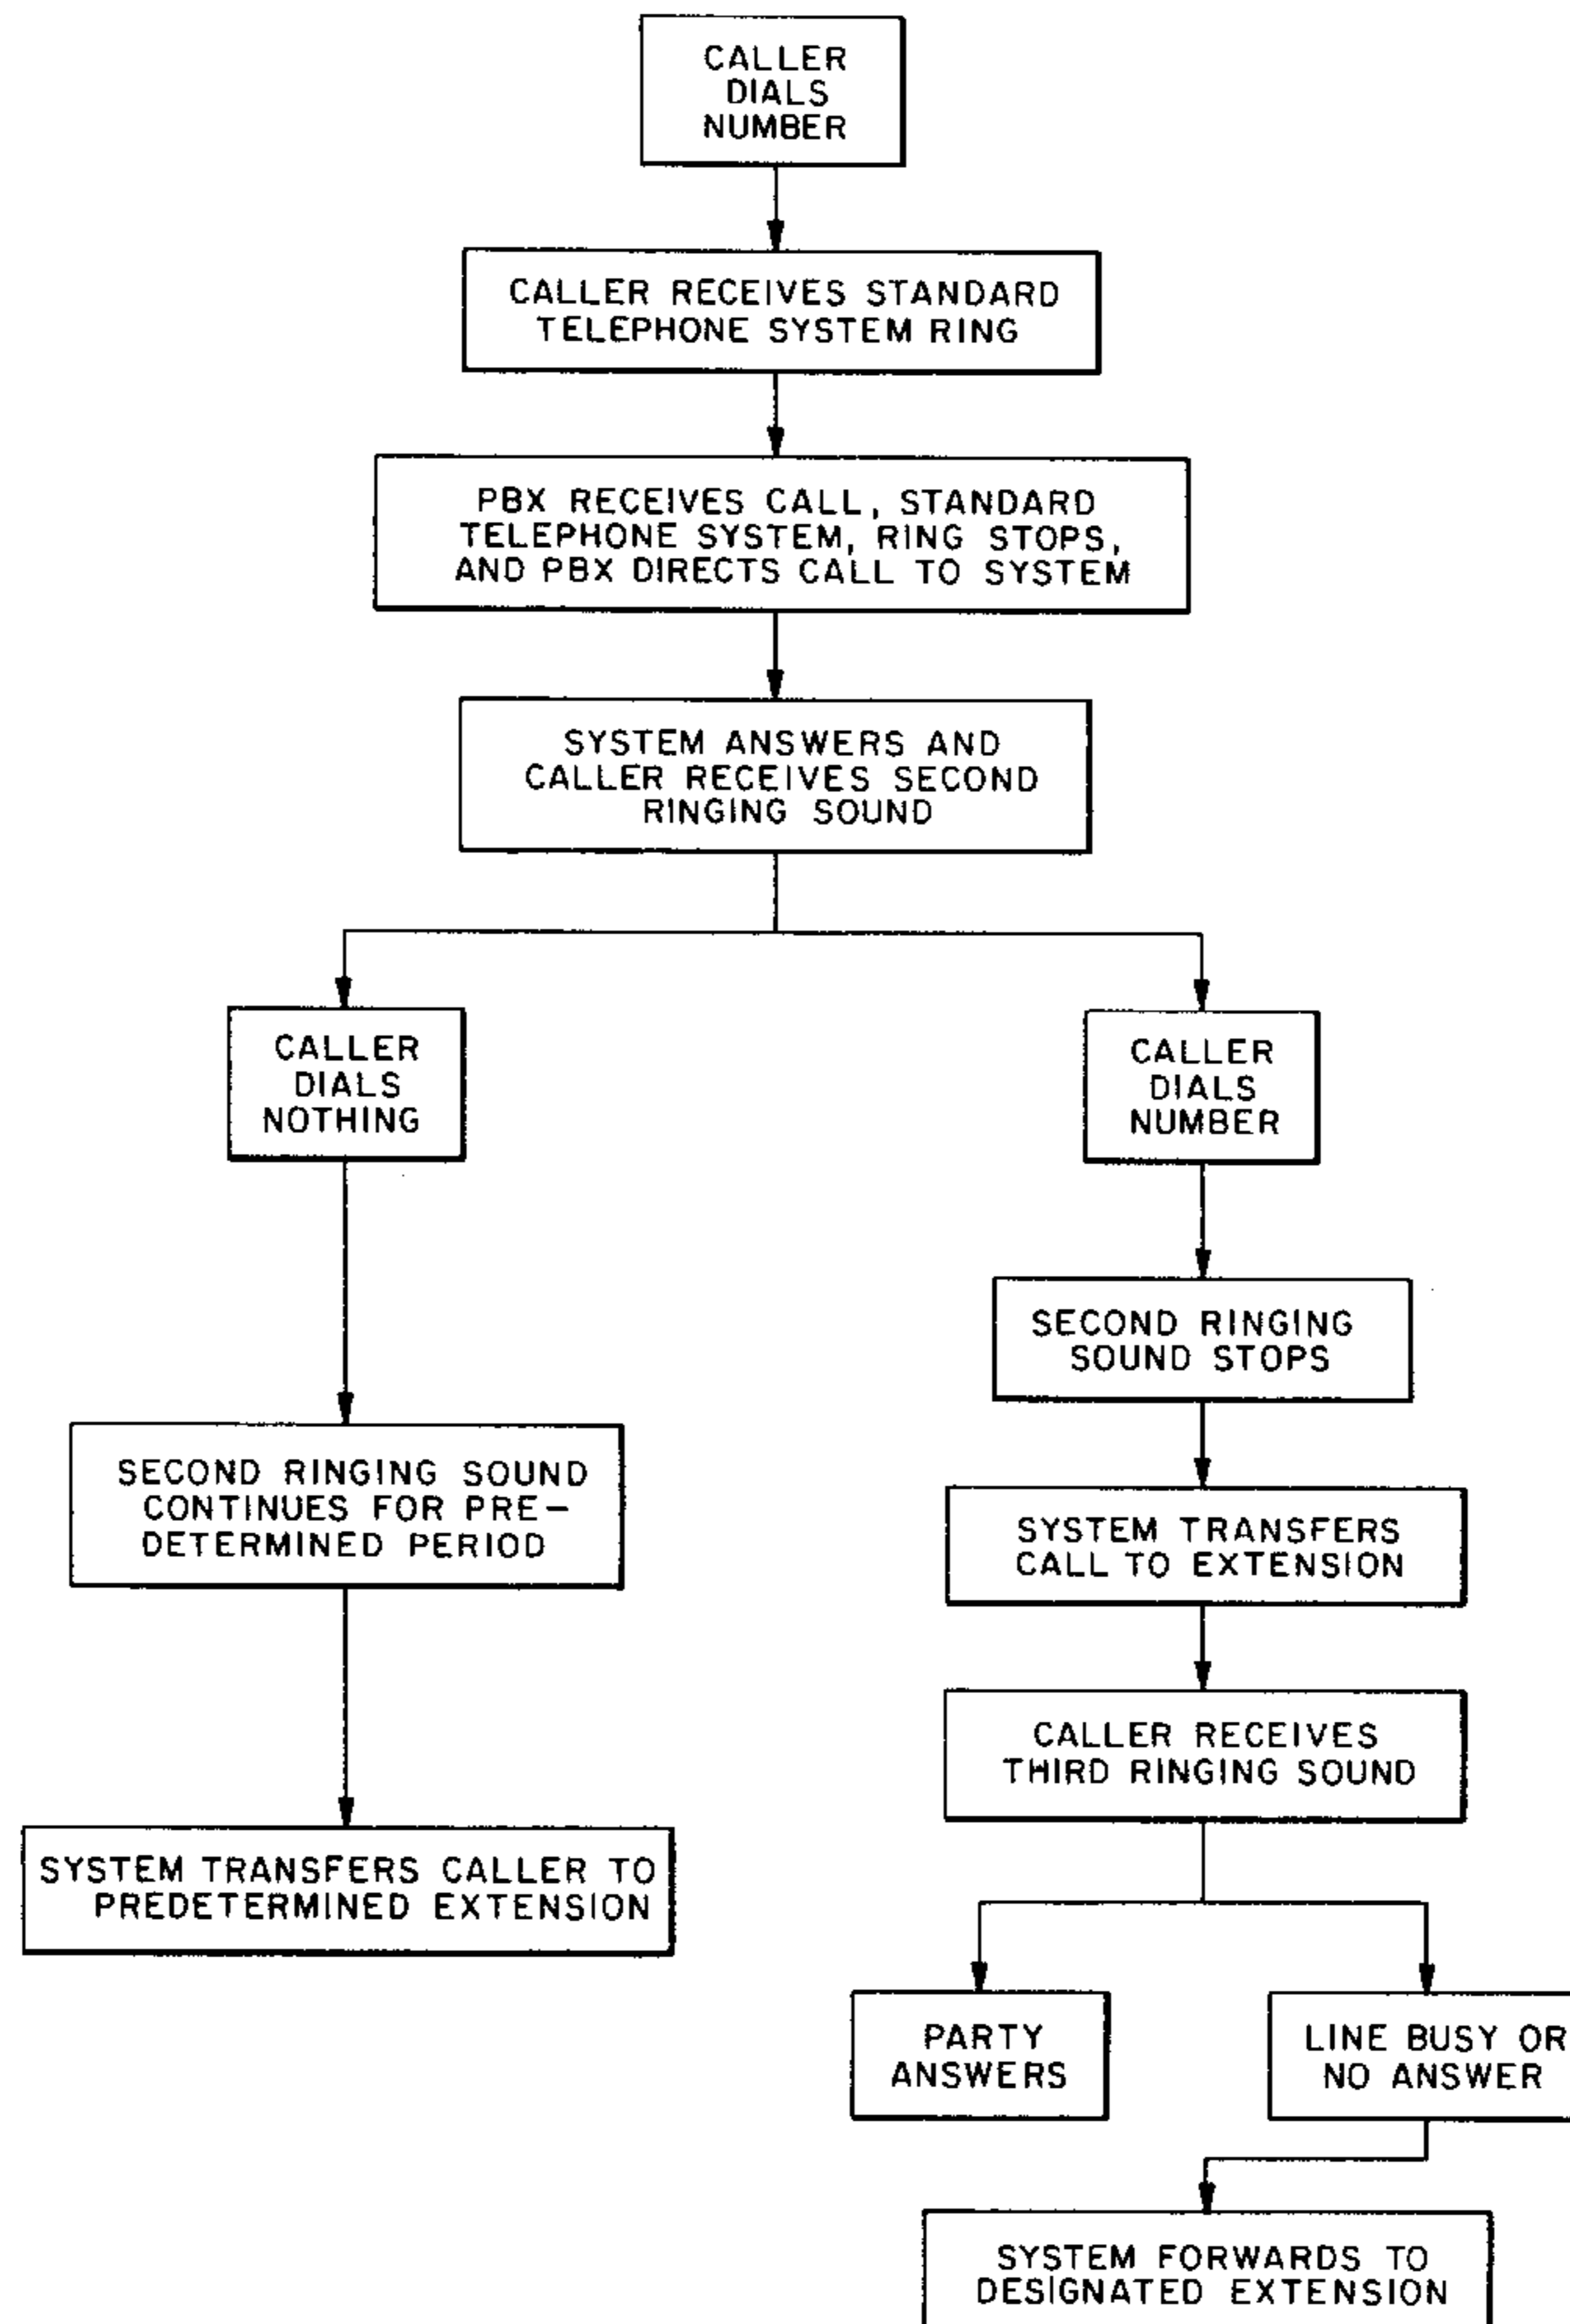 CALLER
DIALS
NUMBER
CALLER RECEIVES STANDARD
TELEPHONE SYSTEM RING
PBX RECEIVES CALL, STANDARD
TELEPHONE SYSTEM, RING STOPS,
AND PBX DIRECTS CALL TO SYSTEM
SYSTEM ANSWERS AND
CALLER RECEIVES SECOND
RINGING SOUND
CALLER
DIALS
NOTHING
SECOND RINGING SOUND
CONTINUES FOR PRE-
DETERMINED PERIOD
SYSTEM TRANSFERS CALLER TO
PREDETERMINED EXTENSION
CALLER
DIALS
NUMBER
SECOND RINGING
SOUND STOPS
SYSTEM TRANSFERS
CALL TO EXTENSION
CALLER RECEIVES
THIRD RINGING SOUND
PARTY
ANSWERS
LINE BUSY OR
NO ANSWER
SYSTEM FORWARDS TO
DESIGNATED EXTENSION